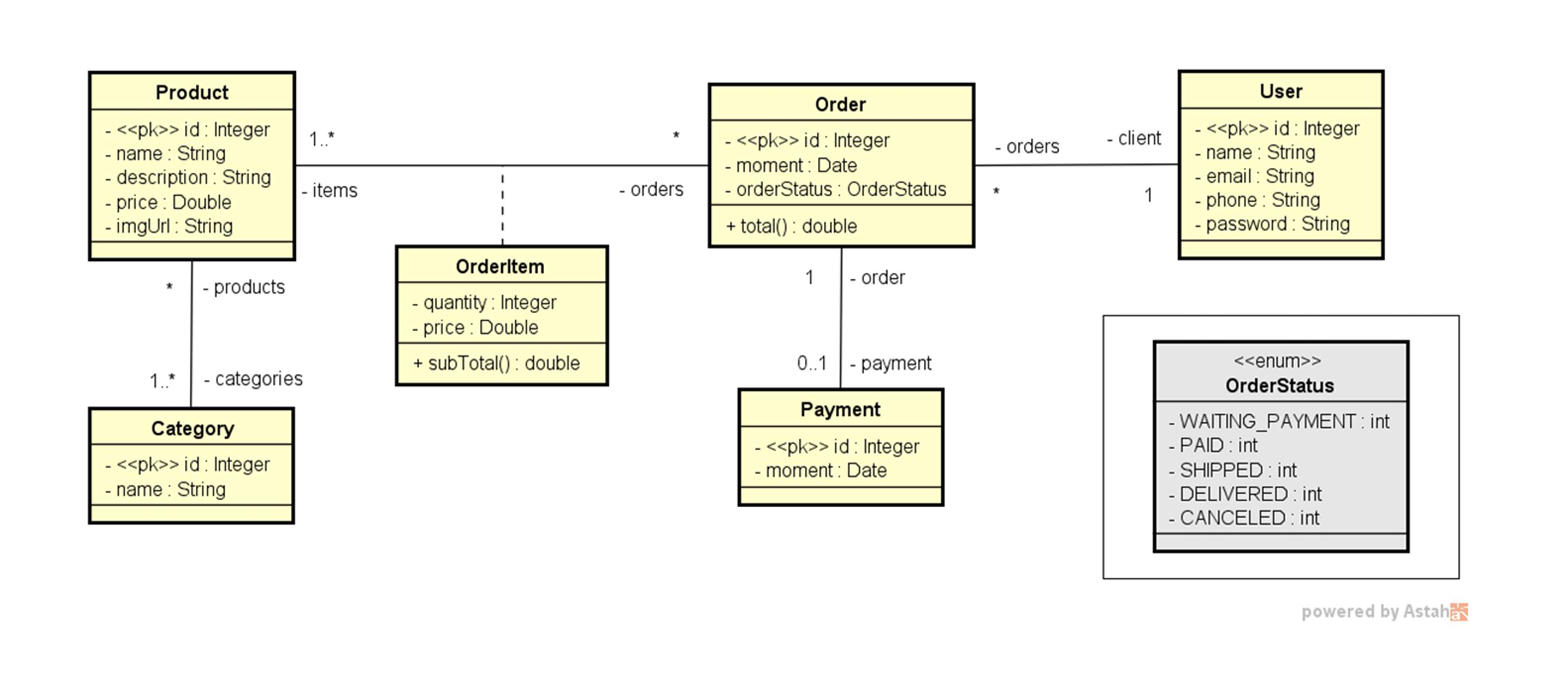 Product
- <<pk>> id : Integer
- name : String
- description : String
- price : Double
- imgUrl : String
1..*
- items
*
- orders
Order
- <<pk>> id : Integer
- moment : Date
- orderStatus : OrderStatus
+ total() : double
- orders
*
- client
1
User
- <<pk>> id : Integer
- name : String
- email : String
- phone : String
- password : String
OrderItem
- quantity : Integer
- price : Double
+ subTotal() : double
* - products
1..* - categories
Category
- <<pk>> id : Integer
- name : String
1 - order
0..1 - payment
Payment
- <<pk>> id : Integer
- moment : Date
<<enum>>
OrderStatus
- WAITING_PAYMENT : int
- PAID : int
- SHIPPED : int
- DELIVERED : int
- CANCELED : int
powered by Astah